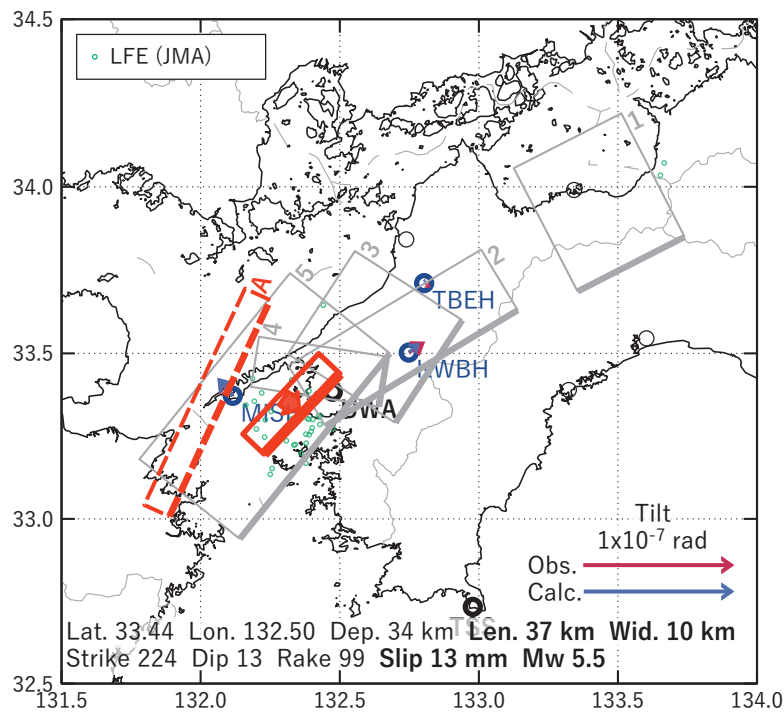 34.5
LFE (JMA)
1
34.0
A
5
3
2
TBEH
4
33.5
KWBH
UWA
33.0
Tilt
1x10⁻⁷ rad
Obs.
Calc.
TSS
Lat. 33.44 Lon. 132.50 Dep. 34 km Len. 37 km Wid. 10 km
Strike 224 Dip 13 Rake 99 Slip 13 mm Mw 5.5
32.5
131.5 132.0 132.5 133.0 133.5 134.0